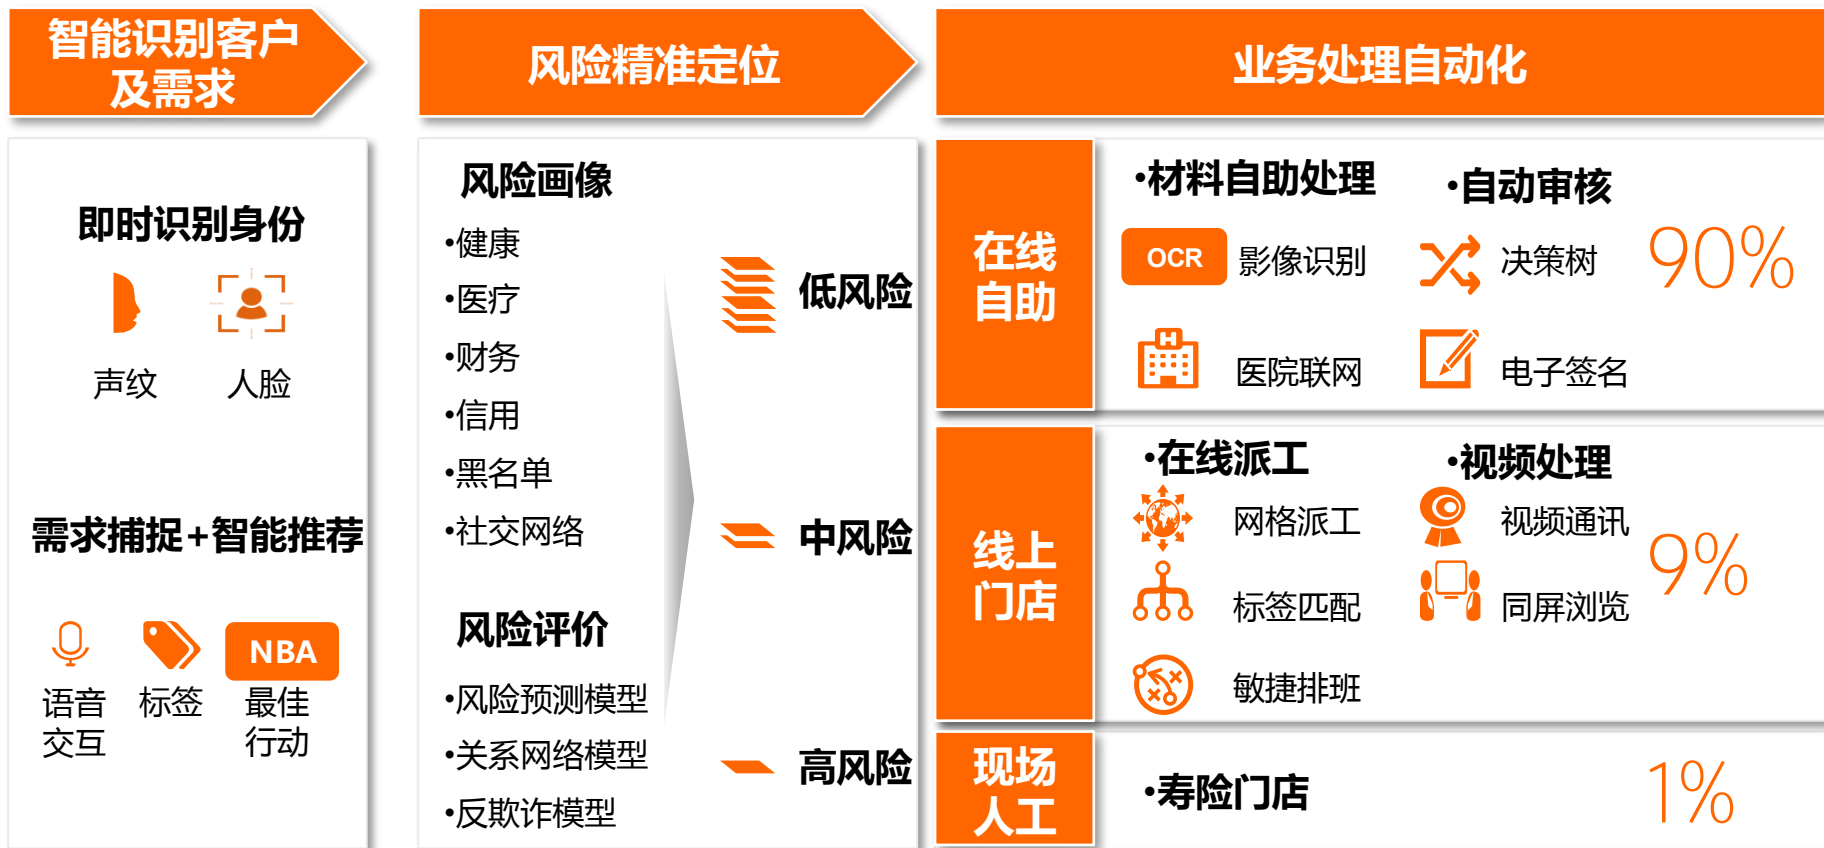 智能识别客户
及需求
风险精准定位
业务处理自动化
即时识别身份
声纹
人脸
需求捕捉+智能推荐
NBA
语音
交互
标签
最佳
行动
风险画像
•健康
•医疗
•财务
•信用
•黑名单
•社交网络
风险评价
•风险预测模型
•关系网络模型
•反欺诈模型
低风险
中风险
高风险
在线
自助
•材料自助处理
•自动审核
OCR
影像识别
决策树
90%
H
医院联网
电子签名
线上
门店
•在线派工
•视频处理
网格派工
视频通讯
9%
标签匹配
同屏浏览
敏捷排班
现场
人工
•寿险门店
1%